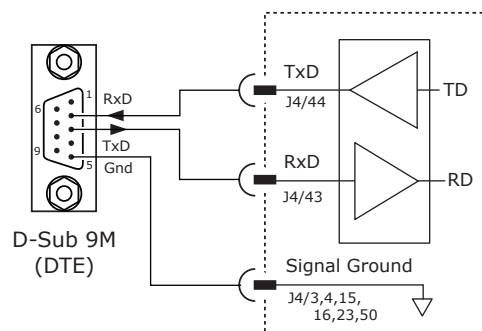 1
6
RxD
TxD
9
5
Gnd
D-Sub 9M
(DTE)
TxD
J4/44
TD
RxD
J4/43
RD
Signal Ground
J4/3,4,15,
16,23,50